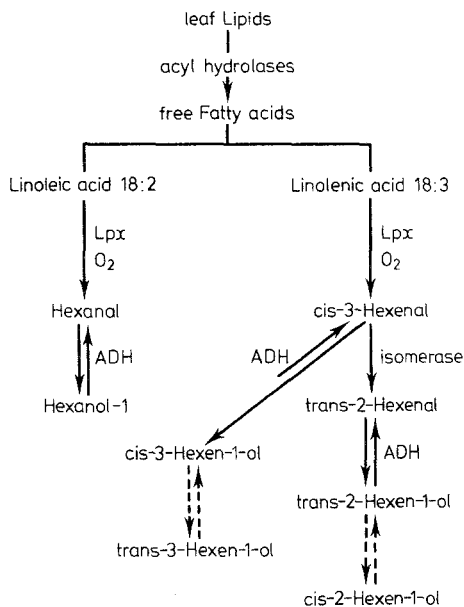 leaf Lipids
acyl hydrolases
free Fatty acids
Linoleic acid 18:2
Linolenic acid 18:3
Lpx
O₂
Lpx
O₂
Hexanal
cis-3-Hexenal
ADH
ADH
isomerase
Hexanol-1
trans-2-Hexenal
cis-3-Hexen-1-ol
ADH
trans-2-Hexen-1-ol
trans-3-Hexen-1-ol
cis-2-Hexen-1-ol